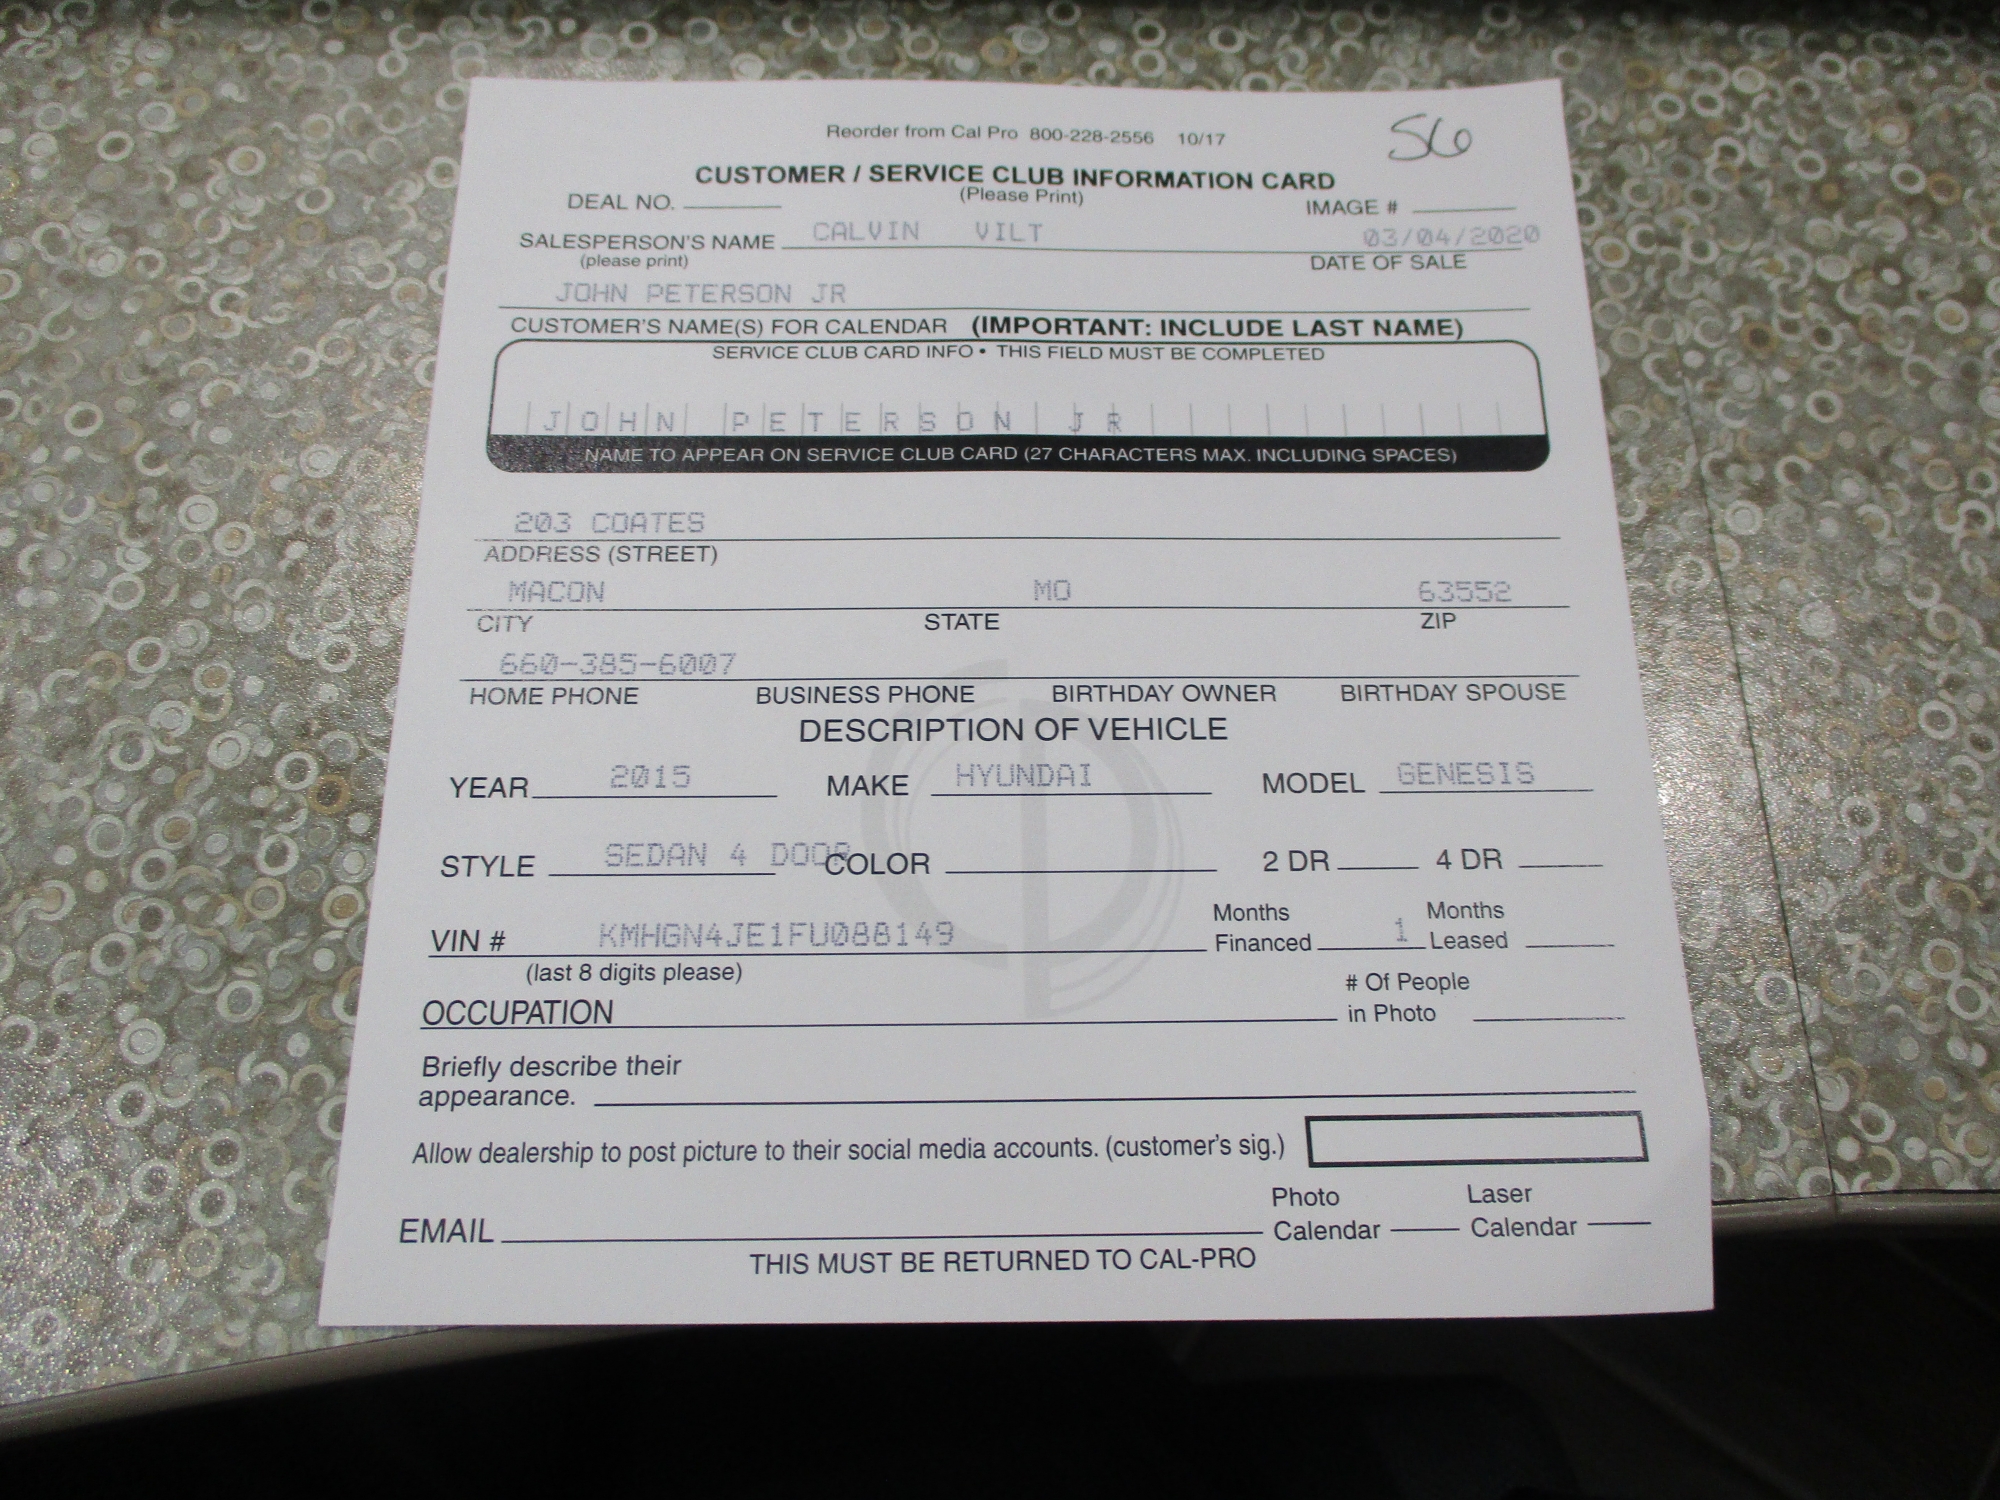 Reorder from Cal Pro 800-228-2556 10/17
56
CUSTOMER / SERVICE CLUB INFORMATION CARD
(Please Print)
DEAL NO.
IMAGE #
SALESPERSON'S NAME CALVIN VILT 03/04/2020
(please print) DATE OF SALE
JOHN PETERSON JR
CUSTOMER'S NAME(S) FOR CALENDAR (IMPORTANT: INCLUDE LAST NAME)
SERVICE CLUB CARD INFO • THIS FIELD MUST BE COMPLETED
JOHN PETERSON JR
NAME TO APPEAR ON SERVICE CLUB CARD (27 CHARACTERS MAX. INCLUDING SPACES)
203 COATES
ADDRESS (STREET)
MACON MO 63552
CITY STATE ZIP
660-385-6007
HOME PHONE BUSINESS PHONE BIRTHDAY OWNER BIRTHDAY SPOUSE
DESCRIPTION OF VEHICLE
YEAR 2015 MAKE HYUNDAI MODEL GENESIS
STYLE SEDAN 4 DOOR COLOR 2 DR 4 DR
VIN # KMHGN4JE1FU088149 Months Financed 1 Months Leased
(last 8 digits please)
OCCUPATION # Of People in Photo
Briefly describe their
appearance.
Allow dealership to post picture to their social media accounts. (customer's sig.)
EMAIL Photo Calendar Laser Calendar
THIS MUST BE RETURNED TO CAL-PRO